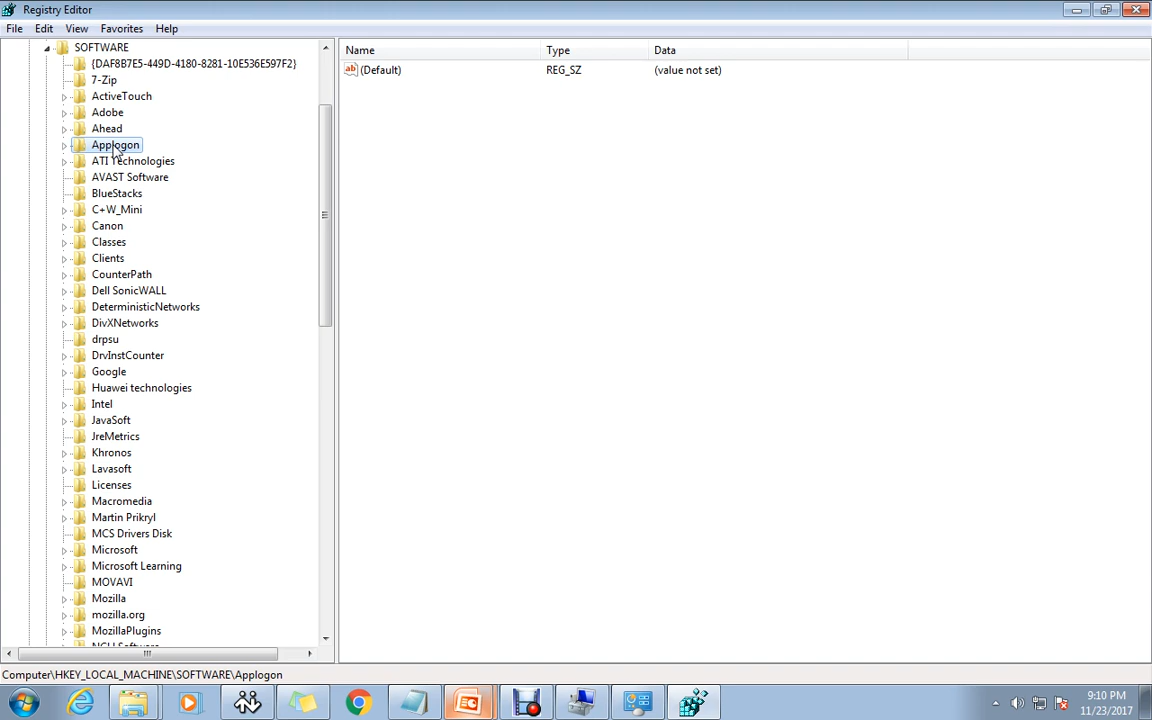 Registry Editor
File Edit View Favorites Help
SOFTWARE
{DAF8B7E5-449D-4180-8281-10E536E597F2}
7-Zip
ActiveTouch
Adobe
Ahead
Applogon
ATI Technologies
AVAST Software
BlueStacks
C+W_Mini
Canon
Classes
Clients
CounterPath
Dell SonicWALL
DeterministicNetworks
DivXNetworks
drpsu
DrvInstCounter
Google
Huawei technologies
Intel
JavaSoft
JreMetrics
Khronos
Lavasoft
Licenses
Macromedia
Martin Prikryl
MCS Drivers Disk
Microsoft
Microsoft Learning
MOVAVI
Mozilla
mozilla.org
MozillaPlugins
Name Type Data
ab (Default) REG_SZ (value not set)
Computer\HKEY_LOCAL_MACHINE\SOFTWARE\Applogon
9:10 PM
11/23/2017